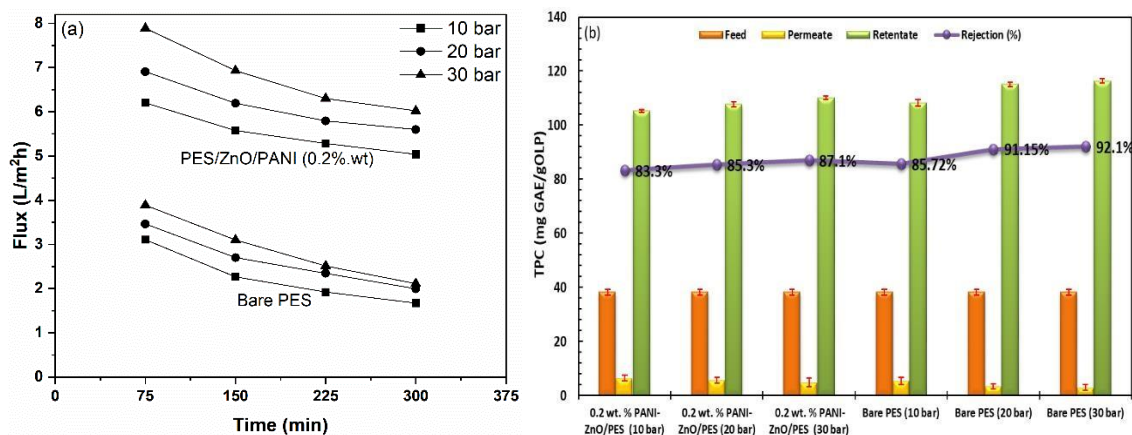 (a)
10 bar
20 bar
30 bar
PES/ZnO/PANI (0.2%.wt)
Bare PES
Flux (L/m²h)
8
7
6
5
4
3
2
1
0
0 75 150 225 300 375
Time (min)
(b)
Feed Permeate Retentate Rejection (%)
TPC (mg GAE/gOLP)
140
120
100
80
60
40
20
0
83.3% 85.3% 87.1% 85.72% 91.15% 92.1%
0.2 wt. % PANI-
ZnO/PES (10 bar)
0.2 wt. % PANI-
ZnO/PES (20 bar)
0.2 wt. % PANI-
ZnO/PES (30 bar)
Bare PES (10 bar)
Bare PES (20 bar)
Bare PES (30 bar)